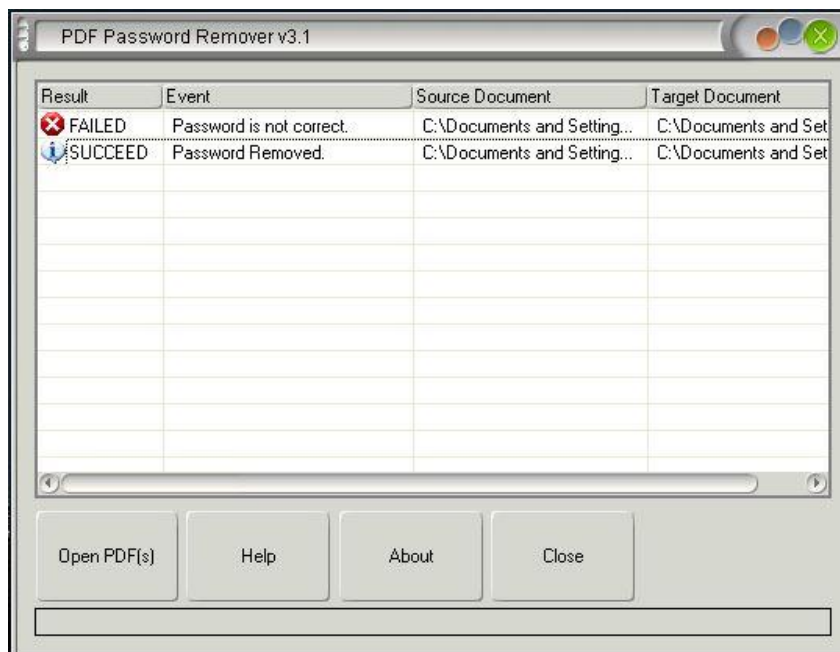 PDF Password Remover v3.1
Result Event Source Document Target Document
FAILED Password is not correct. C:\Documents and Setting... C:\Documents and Set
SUCCEED Password Removed. C:\Documents and Setting... C:\Documents and Set
Open PDF(s) Help About Close